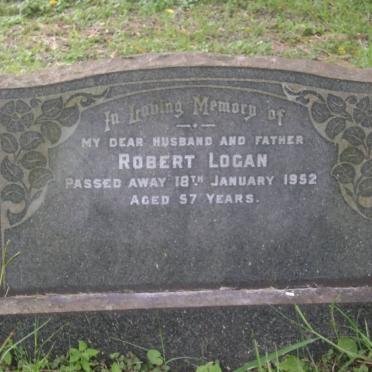 In Loving Memory of
MY DEAR HUSBAND AND FATHER
ROBERT LOGAN
PASSED AWAY 18TH JANUARY 1952
AGED 57 YEARS.